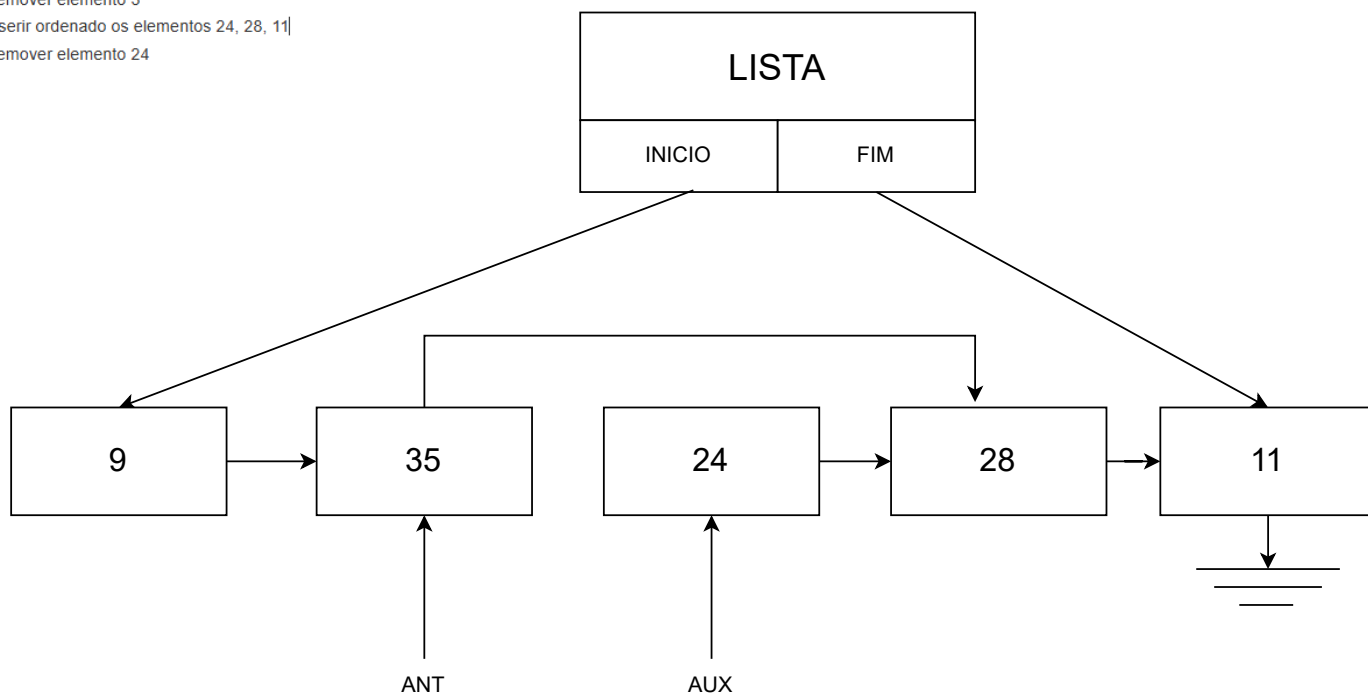 elemento 3
serir ordenado os elementos 24, 28, 11
emover elemento 24
LISTA
INICIO FIM
9 35 24 28 11
ANT AUX